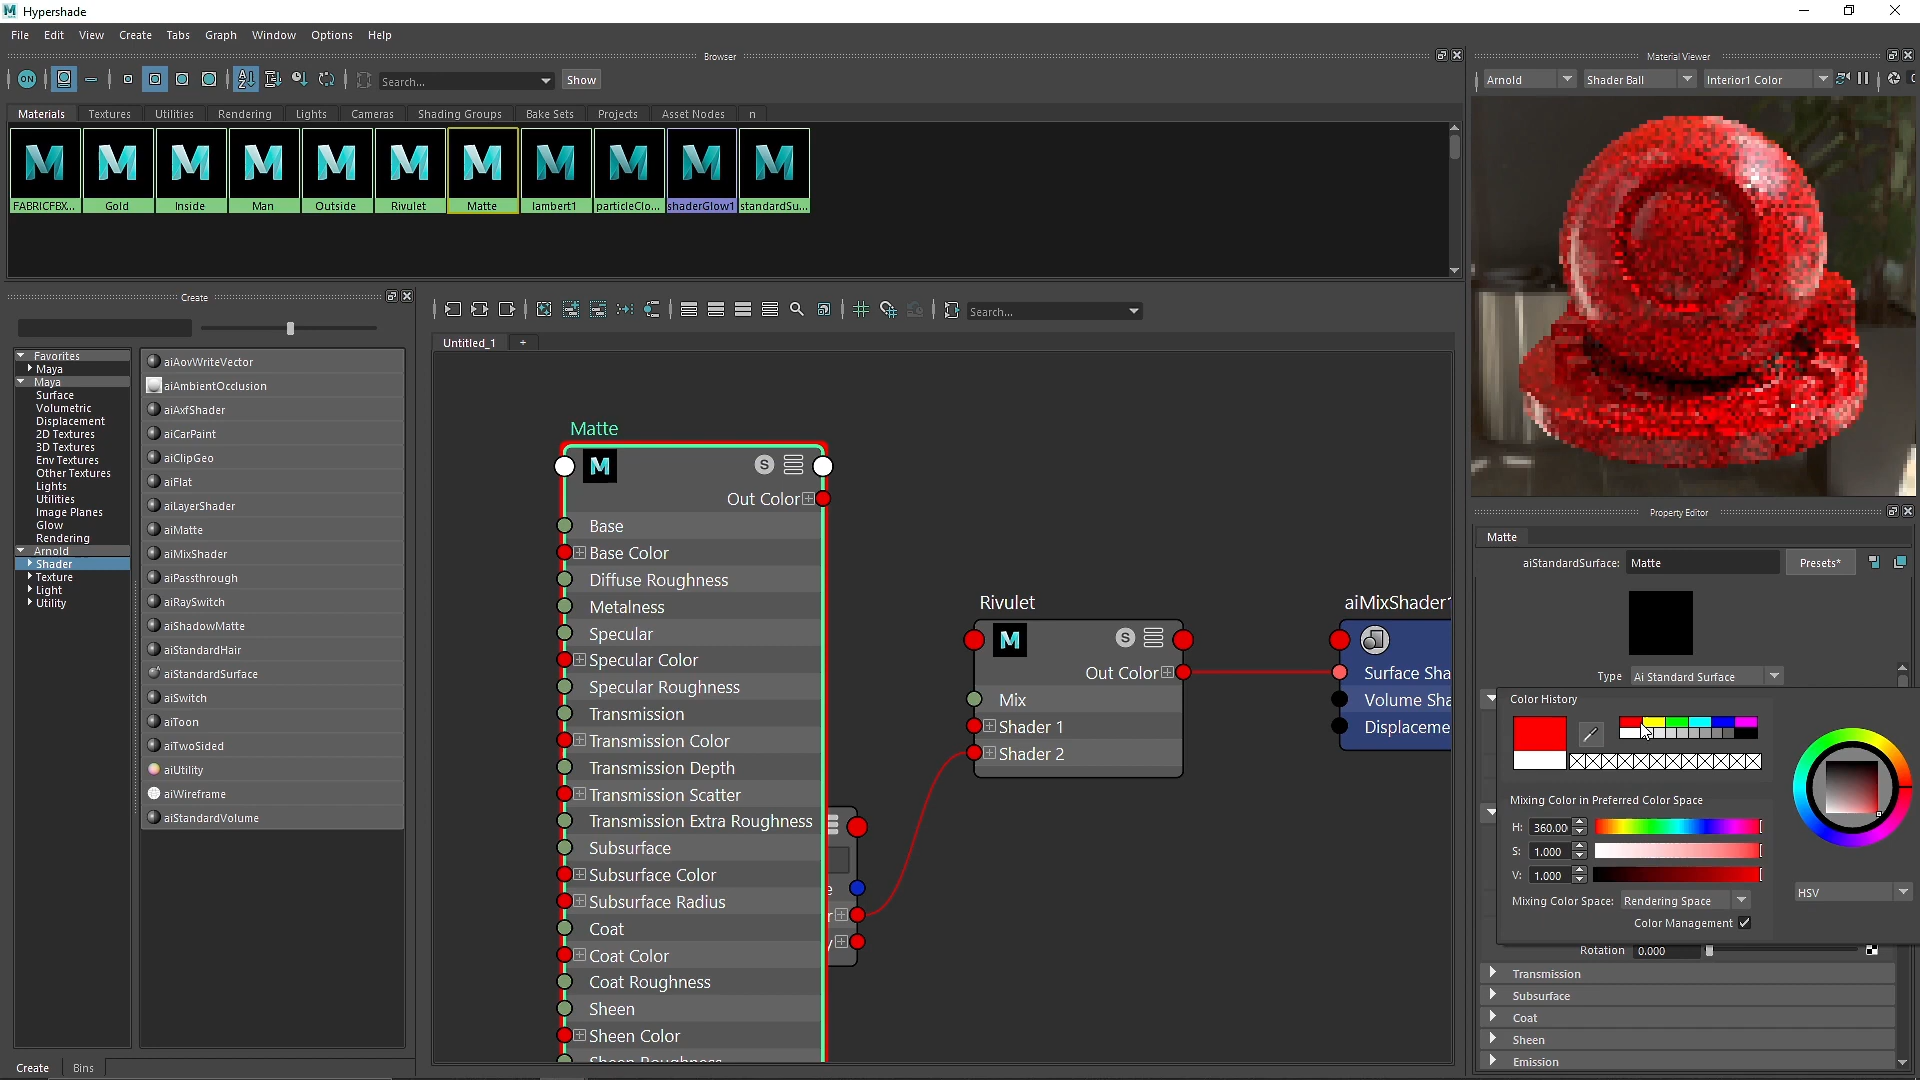 Hypershade
File Edit View Create Tabs Graph Window Options Help
Browser
ON
Search...
Show
Materials Textures Utilities Rendering Lights Cameras Shading Groups Bake Sets Projects Asset Nodes n
FABRICFBX... Gold Inside Man Outside Rivulet Matte lambert1 particleClo... shaderGlow1 standardSu...
Material Viewer
Arnold Shader Ball Interior1 Color
Create
Favorites
Maya
Maya
Surface
Volumetric
Displacement
2D Textures
3D Textures
Env Textures
Other Textures
Lights
Utilities
Image Planes
Glow
Rendering
Arnold
Shader
Texture
Light
Utility
aiAovWriteVector
aiAmbientOcclusion
aiAxfShader
aiCarPaint
aiClipGeo
aiFlat
aiLayerShader
aiMatte
aiMixShader
aiPassthrough
aiRaySwitch
aiShadowMatte
aiStandardHair
aiStandardSurface
aiSwitch
aiToon
aiTwoSided
aiUtility
aiWireframe
aiStandardVolume
Create Bins
Search...
Untitled_1 +
Matte
M S
Out Color
Base
Base Color
Diffuse Roughness
Metalness
Specular
Specular Color
Specular Roughness
Transmission
Transmission Color
Transmission Depth
Transmission Scatter
Transmission Extra Roughness
Subsurface
Subsurface Color
Subsurface Radius
Coat
Coat Color
Coat Roughness
Sheen
Sheen Color
Sheen Roughness
Rivulet
M S
Out Color
Mix
Shader 1
Shader 2
aiMixShader1
Surface Sha
Volume Sha
Displaceme
Property Editor
Matte
aiStandardSurface: Matte Presets*
Type Ai Standard Surface
Color History
Mixing Color in Preferred Color Space
H: 360.00
S: 1.000
V: 1.000
HSV
Mixing Color Space: Rendering Space
Color Management
Rotation 0.000
Transmission
Subsurface
Coat
Sheen
Emission